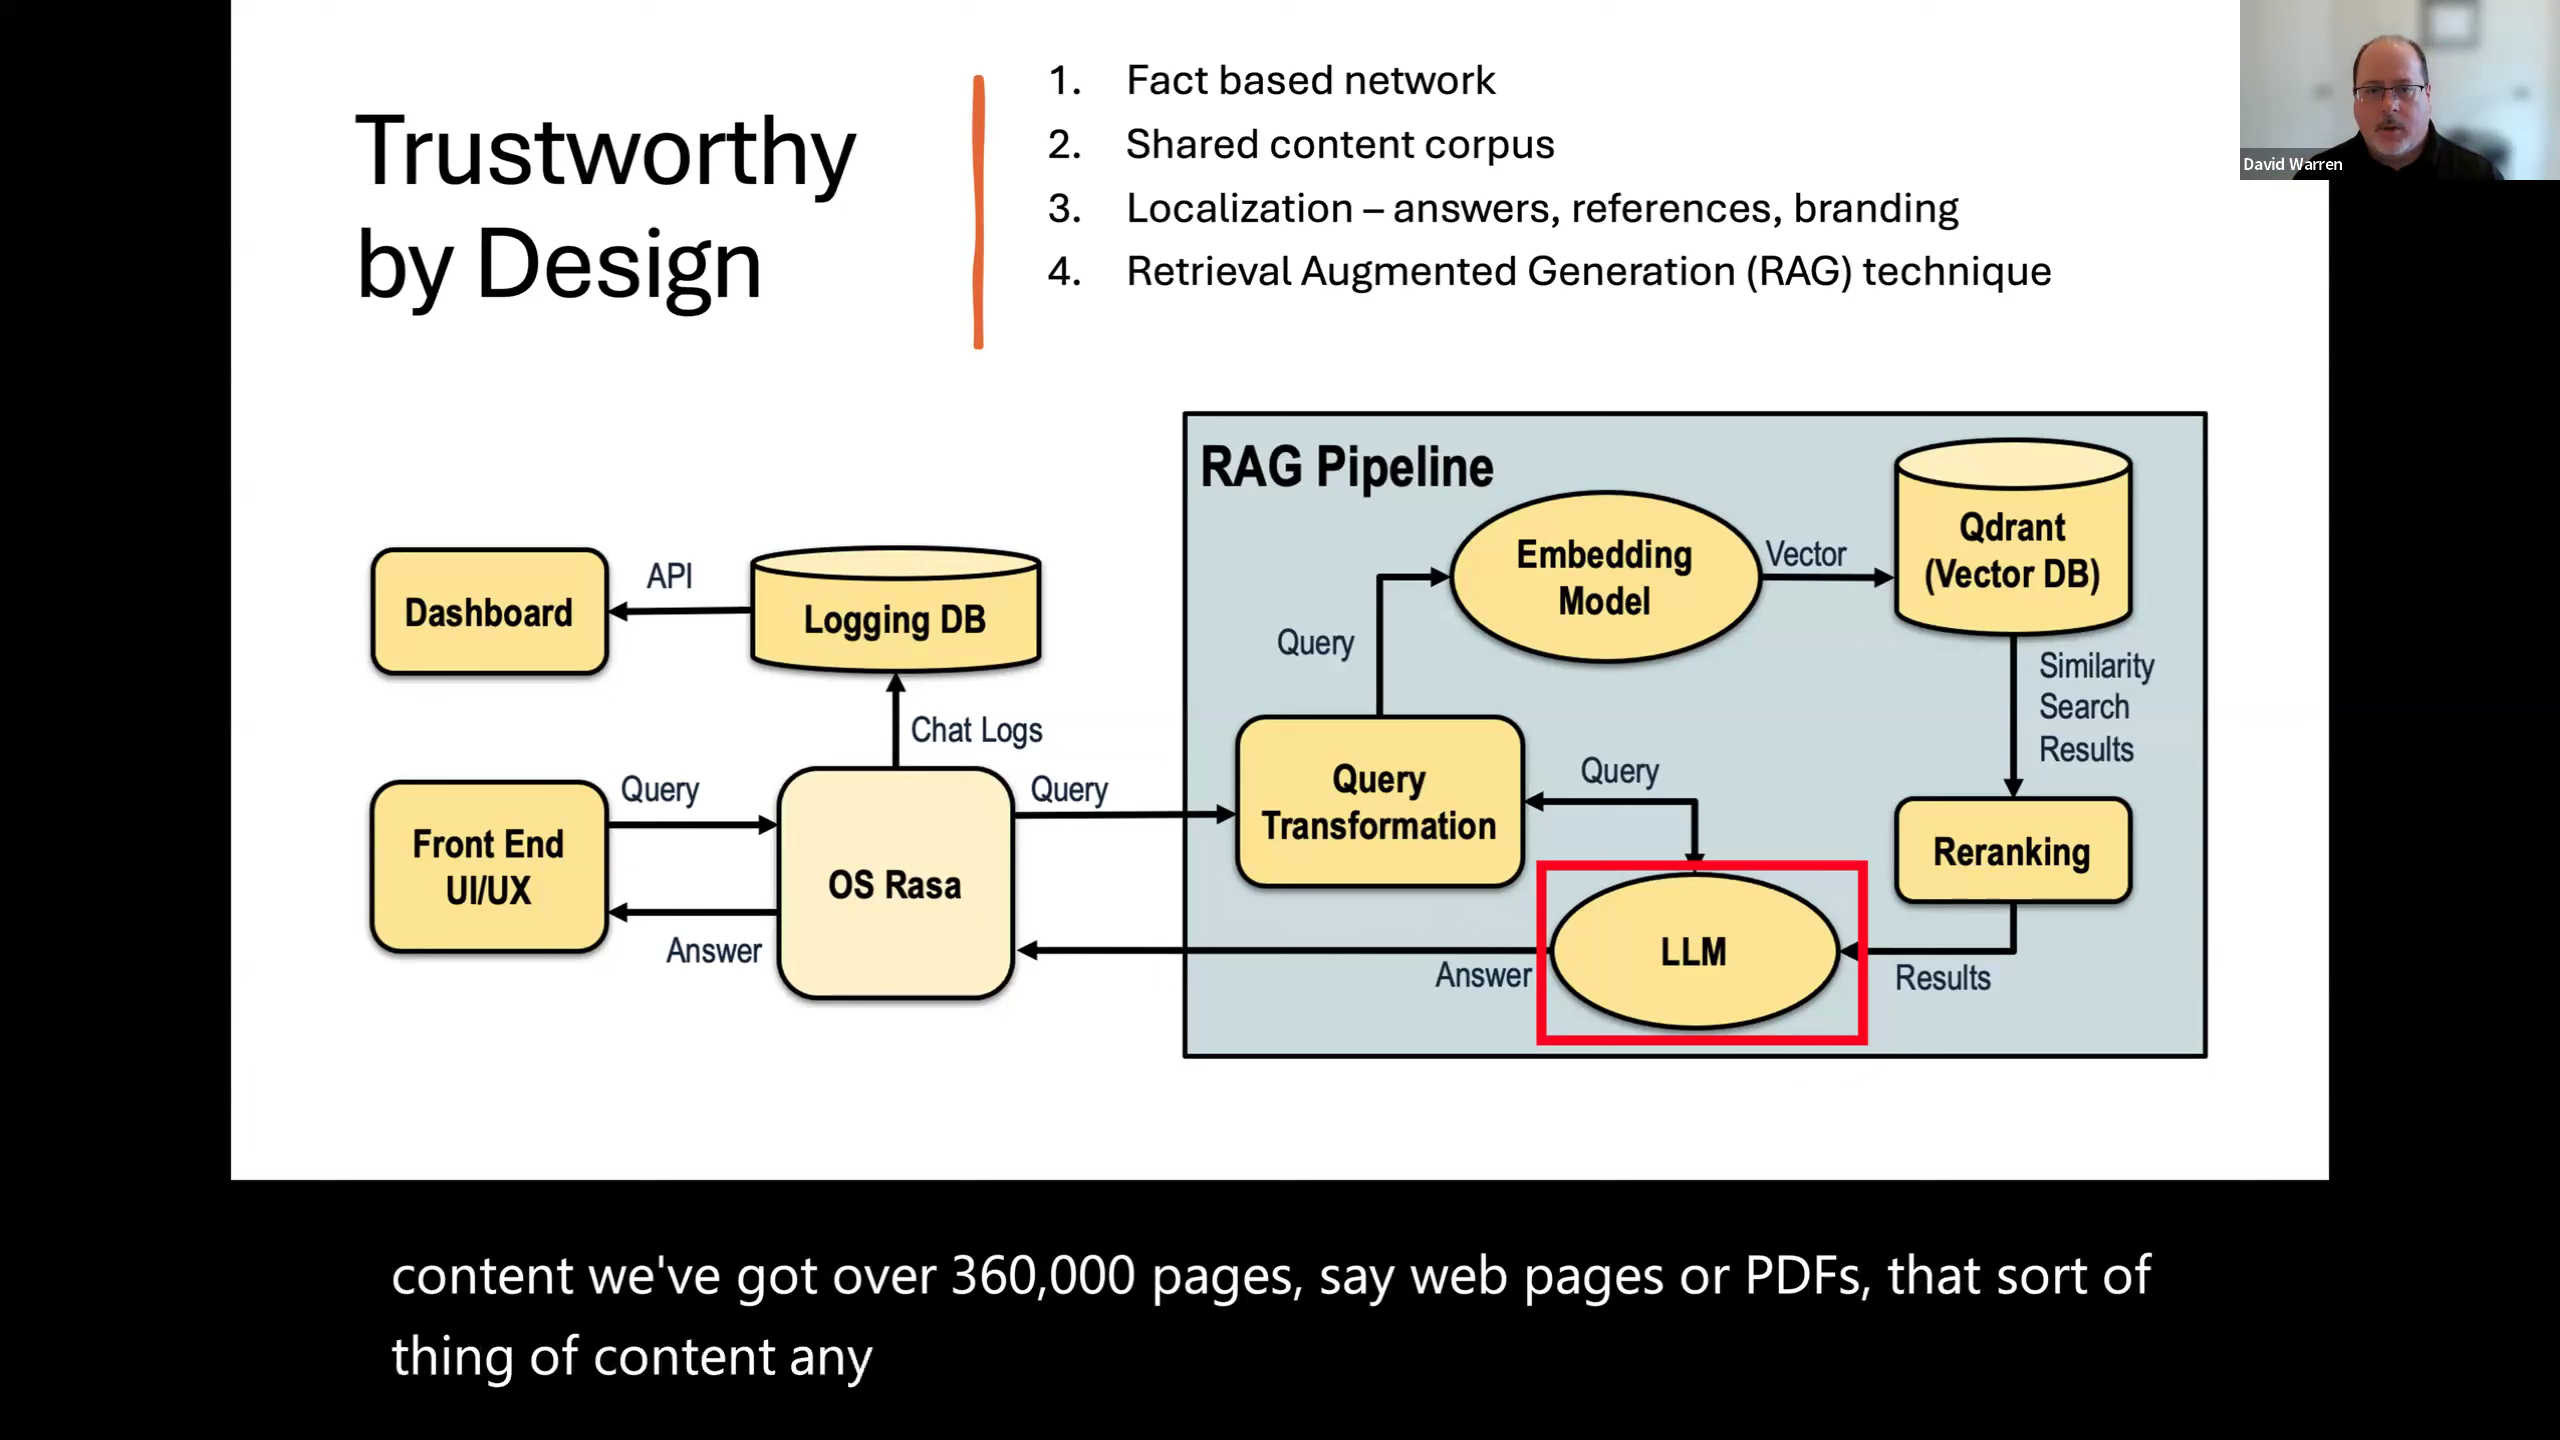 Trustworthy
by Design
1. Fact based network
2. Shared content corpus
3. Localization – answers, references, branding
4. Retrieval Augmented Generation (RAG) technique
David Warren
RAG Pipeline
Dashboard
API
Logging DB
Chat Logs
Front End
UI/UX
Query
Answer
OS Rasa
Query
Query
Transformation
Query
Embedding
Model
Vector
Qdrant
(Vector DB)
Similarity
Search
Results
Reranking
Results
Query
LLM
Answer
content we've got over 360,000 pages, say web pages or PDFs, that sort of
thing of content any